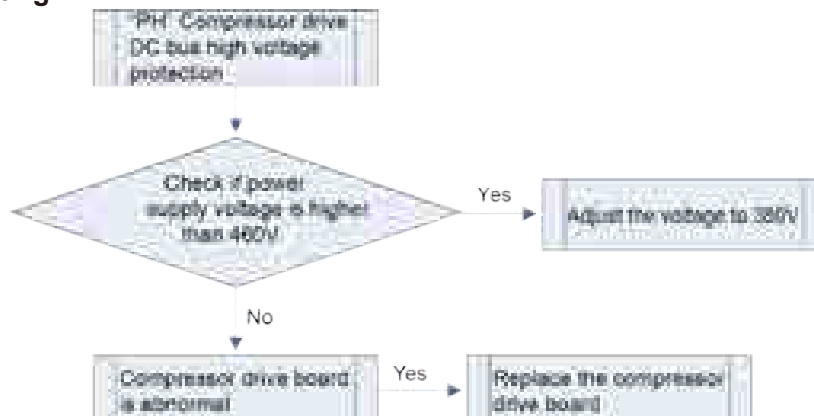 "PH" Compressor drive
DC bus high voltage
protection
Check if power
supply voltage is higher
than 460V
Yes
Adjust the voltage to 380V
No
Compressor drive board
is abnormal
Yes
Replace the compressor
drive board